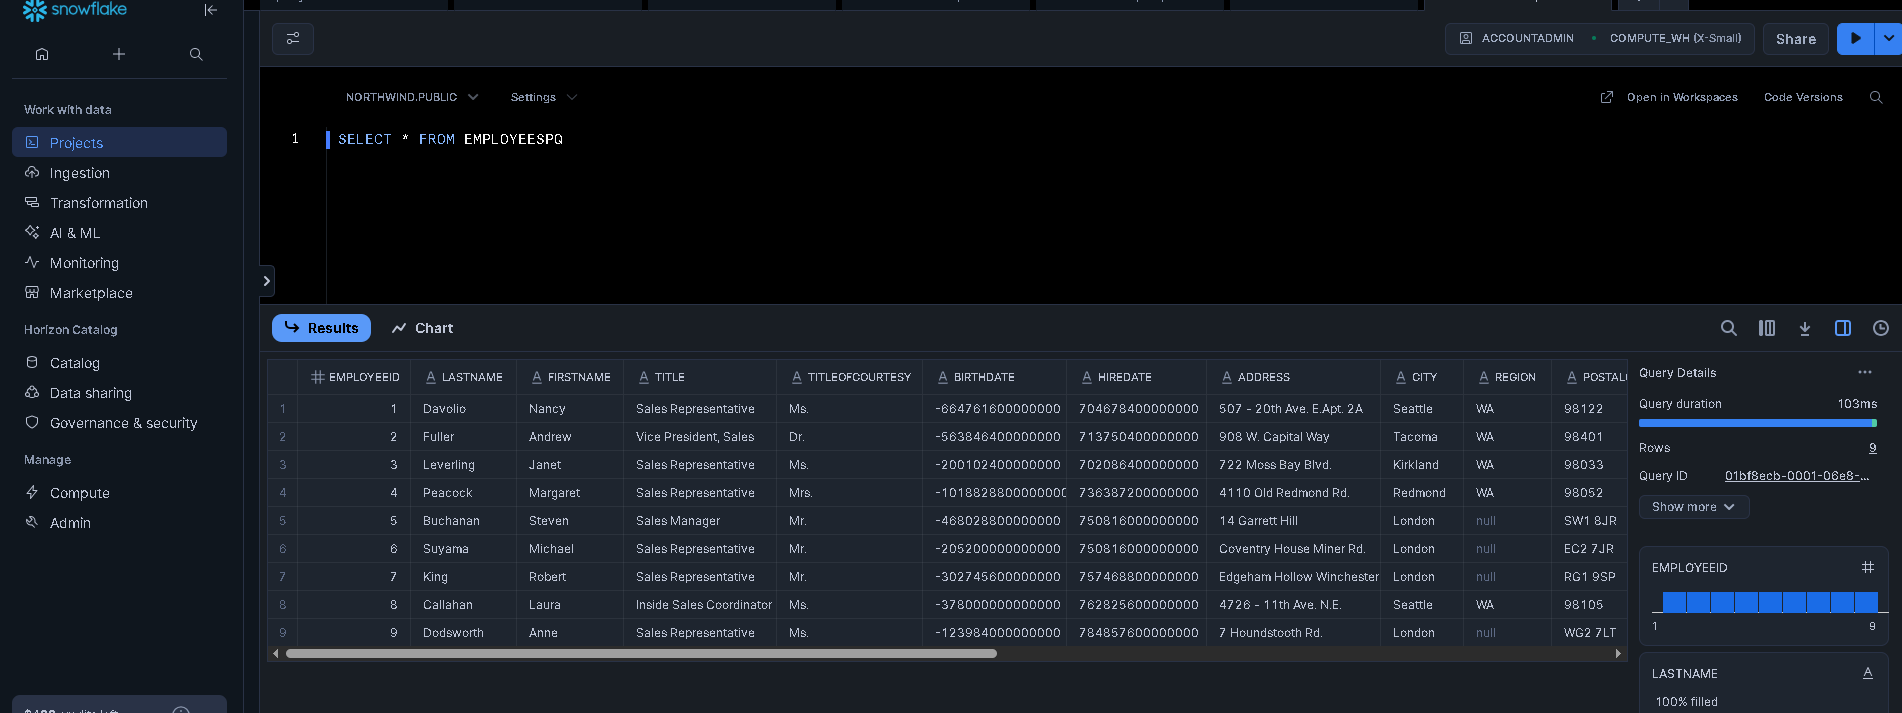 snowflake
Work with data
Projects
Ingestion
Transformation
AI & ML
Monitoring
Marketplace
Horizon Catalog
Catalog
Data sharing
Governance & security
Manage
Compute
Admin
ACCOUNTADMIN COMPUTE_WH (X-Small) Share
NORTHWIND.PUBLIC Settings Open in Workspaces Code Versions
1 SELECT * FROM EMPLOYEESPQ
Results Chart
EMPLOYEEID LASTNAME FIRSTNAME TITLE TITLEOFCOURTESY BIRTHDATE HIREDATE ADDRESS CITY REGION POSTAL
1 1 Davolio Nancy Sales Representative Ms. -664761600000000 704678400000000 507 - 20th Ave. E.Apt. 2A Seattle WA 98122
2 2 Fuller Andrew Vice President, Sales Dr. -563846400000000 713750400000000 908 W. Capital Way Tacoma WA 98401
3 3 Leverling Janet Sales Representative Ms. -200102400000000 702086400000000 722 Moss Bay Blvd. Kirkland WA 98033
4 4 Peacock Margaret Sales Representative Mrs. -1018828800000000 736387200000000 4110 Old Redmond Rd. Redmond WA 98052
5 5 Buchanan Steven Sales Manager Mr. -468028800000000 750816000000000 14 Garrett Hill London null SW1 8JR
6 6 Suyama Michael Sales Representative Mr. -205200000000000 750816000000000 Coventry House Miner Rd. London null EC2 7JR
7 7 King Robert Sales Representative Mr. -302745600000000 757468800000000 Edgeham Hollow Winchester London null RG1 9SP
8 8 Callahan Laura Inside Sales Coordinator Ms. -378000000000000 762825600000000 4726 - 11th Ave. N.E. Seattle WA 98105
9 9 Dodsworth Anne Sales Representative Ms. -123984000000000 784857600000000 7 Houndstooth Rd. London null WG2 7LT
Query Details
Query duration 103ms
Rows 9
Query ID 01bf8ecb-0001-06e8-...
Show more
EMPLOYEEID
1 9
LASTNAME
100% filled